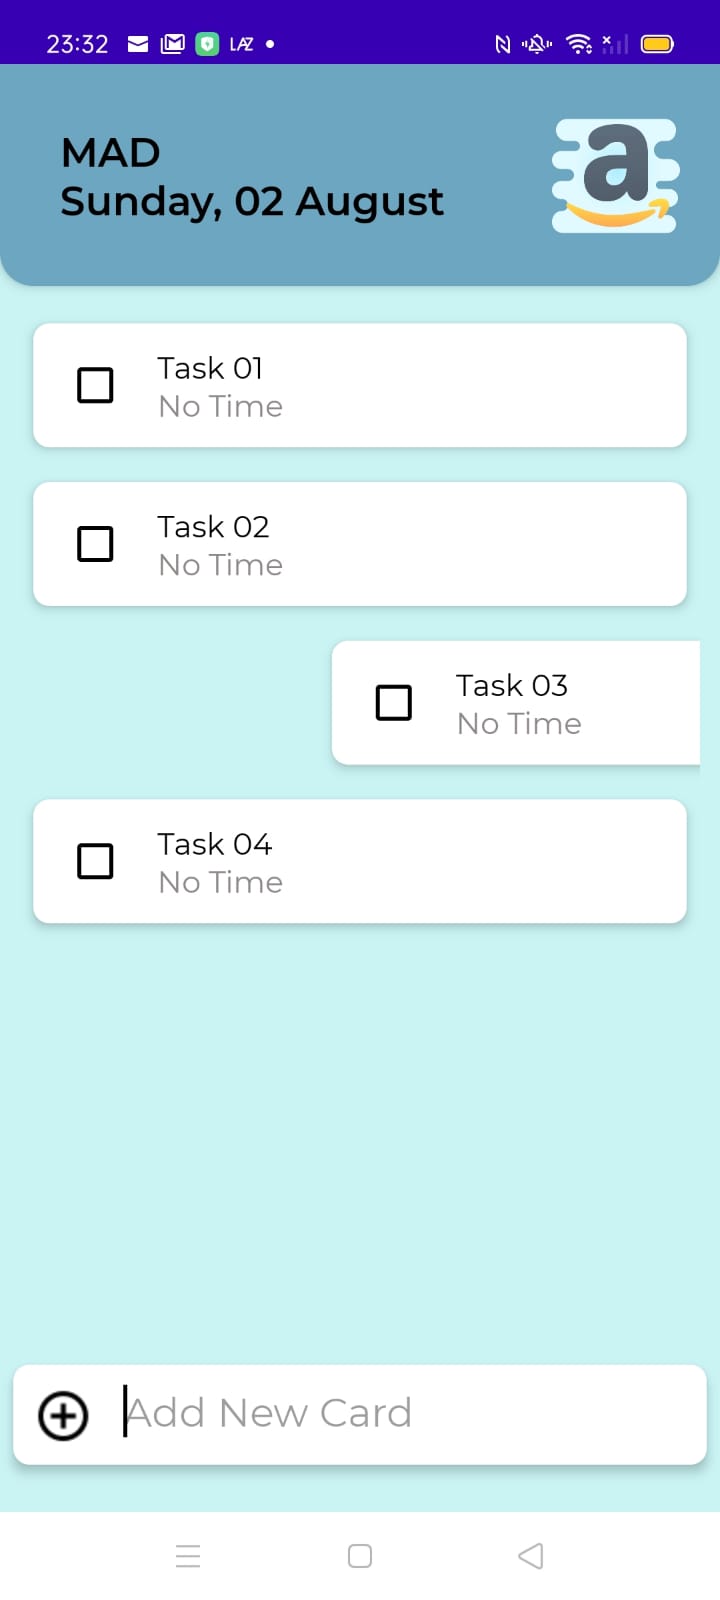 23:32 LAZ
MAD
Sunday, 02 August
a
Task 01
No Time
Task 02
No Time
Task 03
No Time
Task 04
No Time
Add New Card